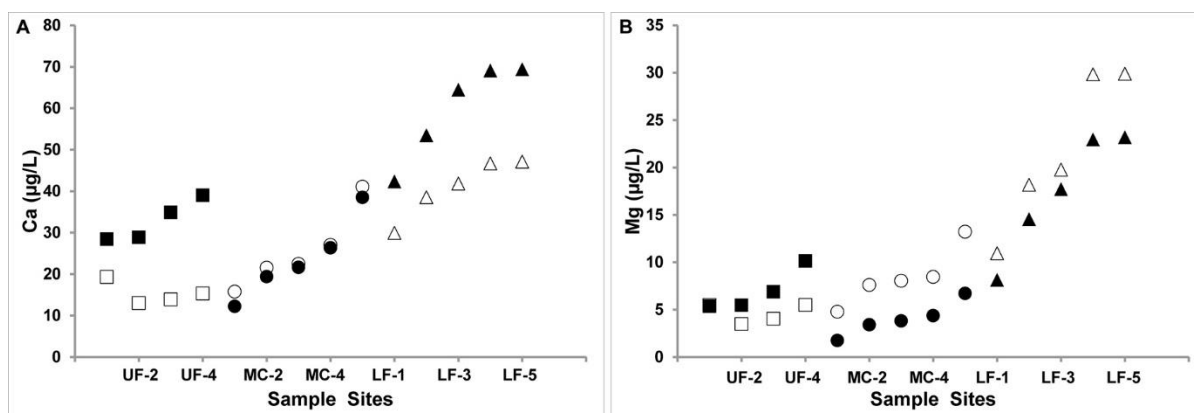 A
80
70
60
50
40
30
20
10
0
Ca (µg/L)
UF-2 UF-4 MC-2 MC-4 LF-1 LF-3 LF-5
Sample Sites
B
35
30
25
20
15
10
5
0
Mg (µg/L)
UF-2 UF-4 MC-2 MC-4 LF-1 LF-3 LF-5
Sample Sites